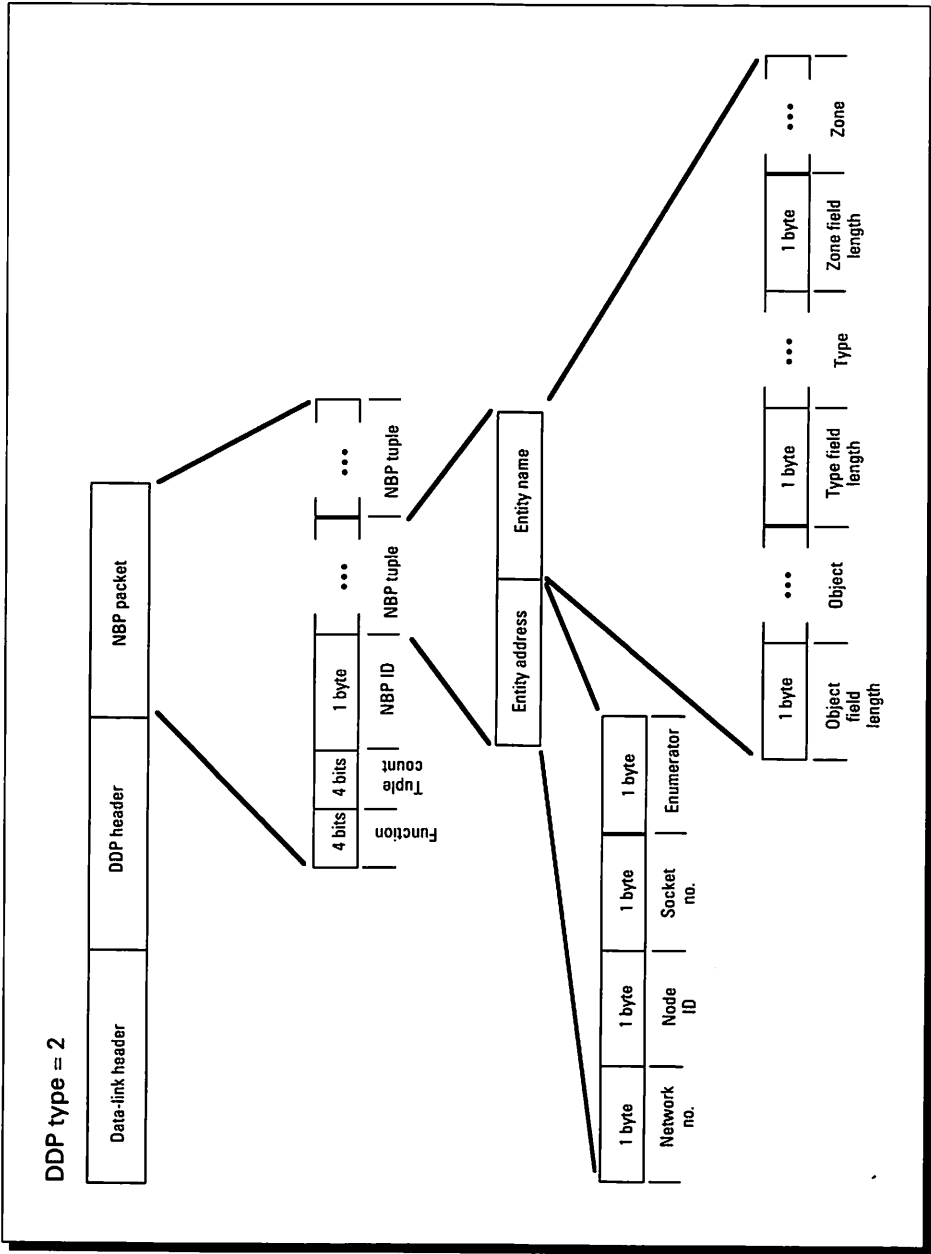 DDP type = 2
Data-link header
DDP header
NBP packet
4 bits
4 bits
1 byte
•••
•••
Function
Tuple
count
NBP ID
NBP tuple
NBP tuple
Entity address
Entity name
1 byte
1 byte
1 byte
1 byte
Network
no.
Node
ID
Socket
no.
Enumerator
1 byte
•••
1 byte
•••
1 byte
•••
Object
field
length
Object
Type field
length
Type
Zone field
length
Zone